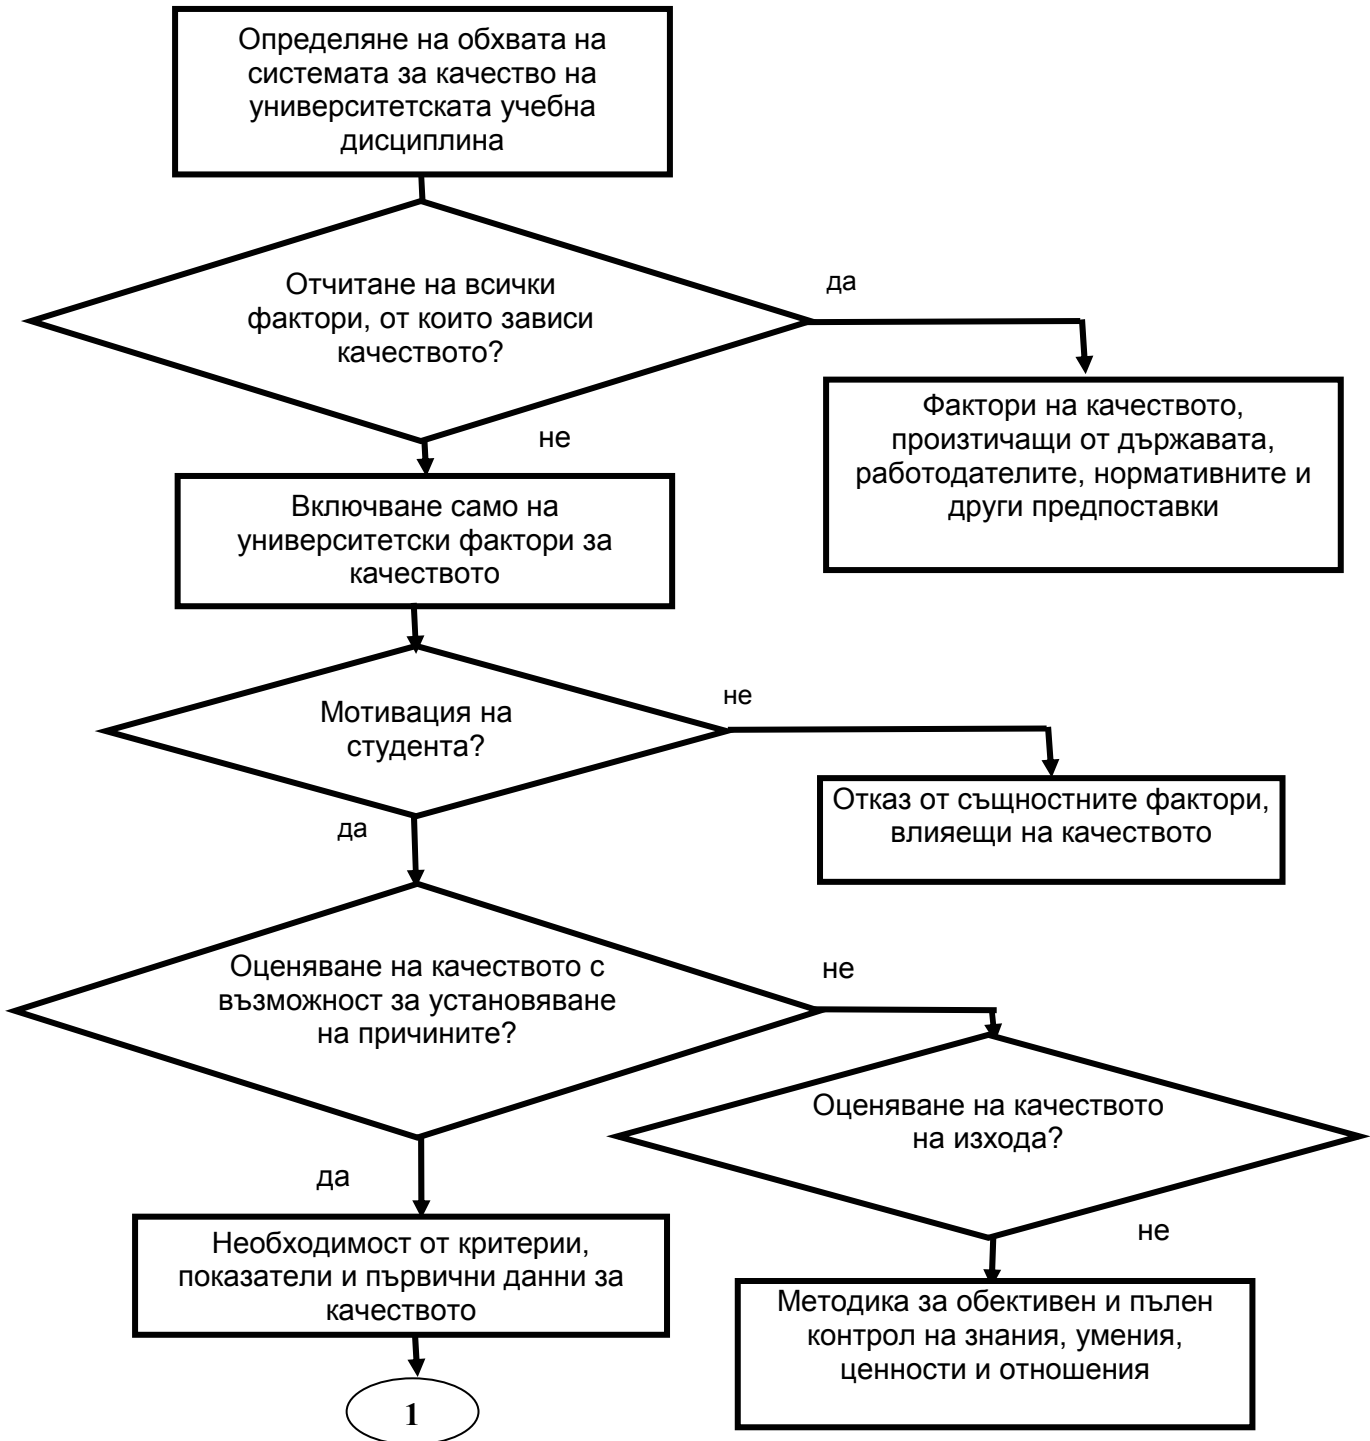 Определяне на обхвата на
системата за качество на
университетската учебна
дисциплина
Отчитане на всички
фактори, от които зависи
качеството?
да
Фактори на качеството,
произтичащи от държавата,
работодателите, нормативните и
други предпоставки
не
Включване само на
университетски фактори за
качеството
Мотивация на
студента?
не
Отказ от същностните фактори,
влияещи на качеството
да
Оценяване на качеството с
възможност за установяване
на причините?
не
Оценяване на качеството
на изхода?
да
не
Необходимост от критерии,
показатели и първични данни за
качеството
Методика за обективен и пълен
контрол на знания, умения,
ценности и отношения
1